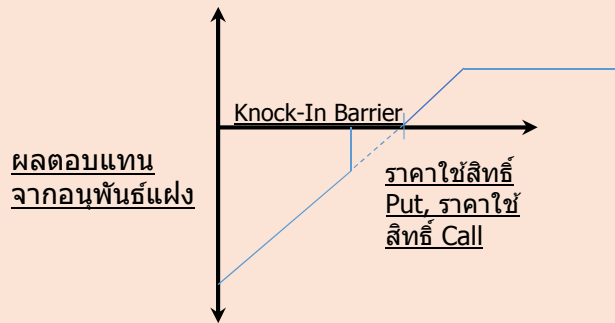 Knock-In Barrier
ผลตอบแทน
จากอนุพันธ์แฝง
ราคาใช้สิทธิ์
Put, ราคาใช้
สิทธิ์ Call